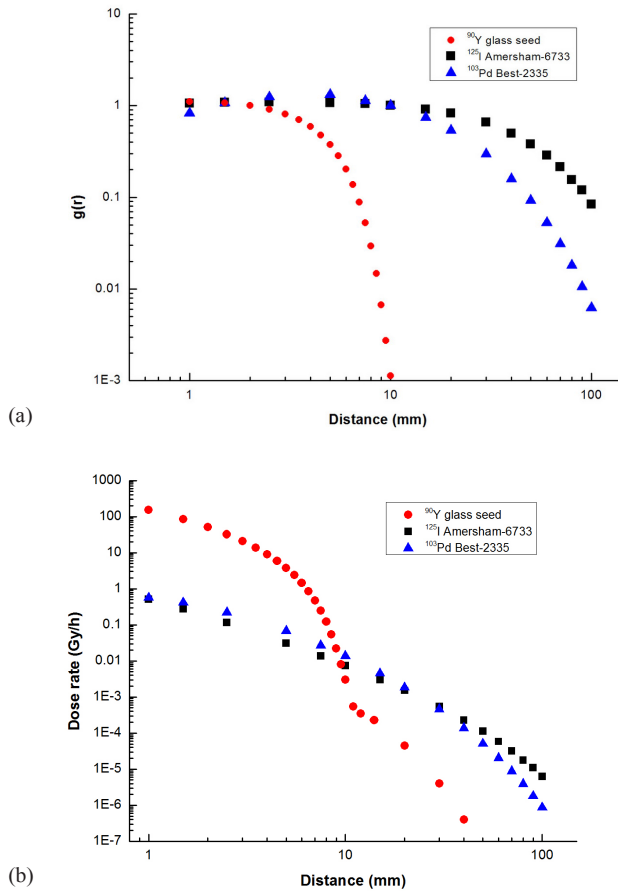 10
1
0.1
0.01
1E-3
g(r)
⁹⁰Y glass seed
¹²⁵I Amersham-6733
¹⁰³Pd Best-2335
1 10 100
Distance (mm)
(a)
1000
100
10
1
0.1
0.01
1E-3
1E-4
1E-5
1E-6
1E-7
Dose rate (Gy/h)
⁹⁰Y glass seed
¹²⁵I Amersham-6733
¹⁰³Pd Best-2335
1 10 100
Distance (mm)
(b)